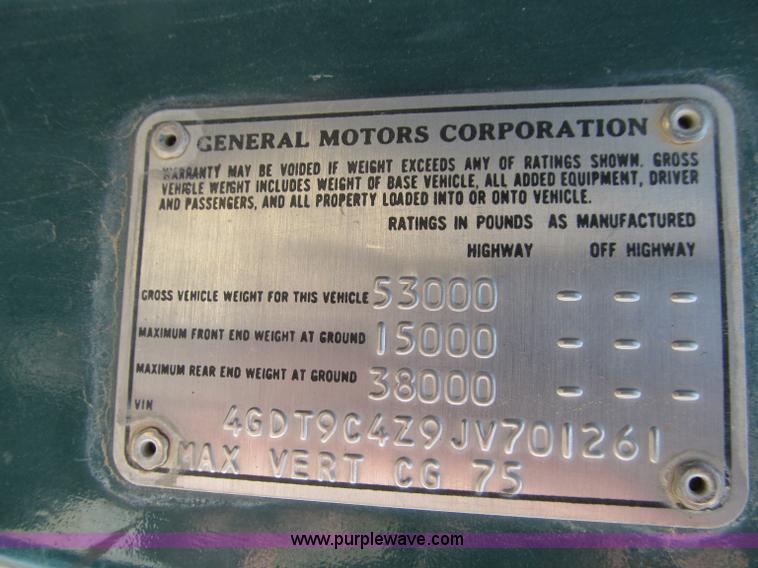 GENERAL MOTORS CORPORATION
WARRANTY MAY BE VOIDED IF WEIGHT EXCEEDS ANY OF RATINGS SHOWN. GROSS
VEHICLE WEIGHT INCLUDES WEIGHT OF BASE VEHICLE, ALL ADDED EQUIPMENT, DRIVER
AND PASSENGERS, AND ALL PROPERTY LOADED INTO OR ONTO VEHICLE.
RATINGS IN POUNDS AS MANUFACTURED
HIGHWAY OFF HIGHWAY
GROSS VEHICLE WEIGHT FOR THIS VEHICLE 53000 - - -
MAXIMUM FRONT END WEIGHT AT GROUND 15000 - - -
MAXIMUM REAR END WEIGHT AT GROUND 38000 - - -
VIN 4GDT9C4Z9JV701261
MAX VERT CG 75
www.purplewave.com